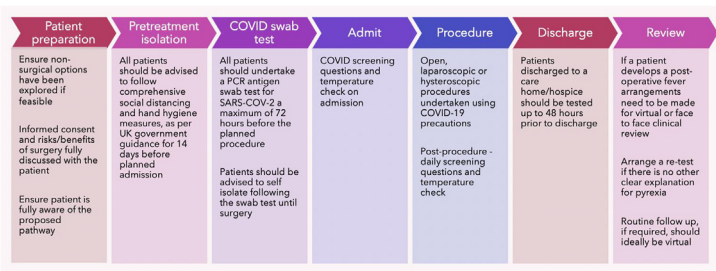 Patient
preparation
Pretreatment
isolation
COVID swab
test
Admit
Procedure
Discharge
Review
Ensure non-
surgical options
have been
explored if
feasible
Informed consent
and risks/benefits
of surgery fully
discussed with the
patient
Ensure patient is
fully aware of the
proposed
pathway
All patients
should be advised
to follow
comprehensive
social distancing
and hand hygiene
measures, as per
UK government
guidance for 14
days before
planned
admission
All patients
should undertake
a PCR antigen
swab test for
SARS-COV-2 a
maximum of 72
hours before the
planned
procedure
Patients should be
advised to self
isolate following
the swab test until
surgery
COVID screening
questions and
temperature
check on
admission
Open,
laparoscopic or
hysteroscopic
procedures
undertaken using
COVID-19
precautions
Post-procedure -
daily screening
questions and
temperature
check
Patients
discharged to a
care
home/hospice
should be tested
up to 48 hours
prior to discharge
If a patient
develops a post-
operative fever
arrangements
need to be made
for virtual or face
to face clinical
review
Arrange a re-test
if there is no other
clear explanation
for pyrexia
Routine follow up,
if required, should
ideally be virtual